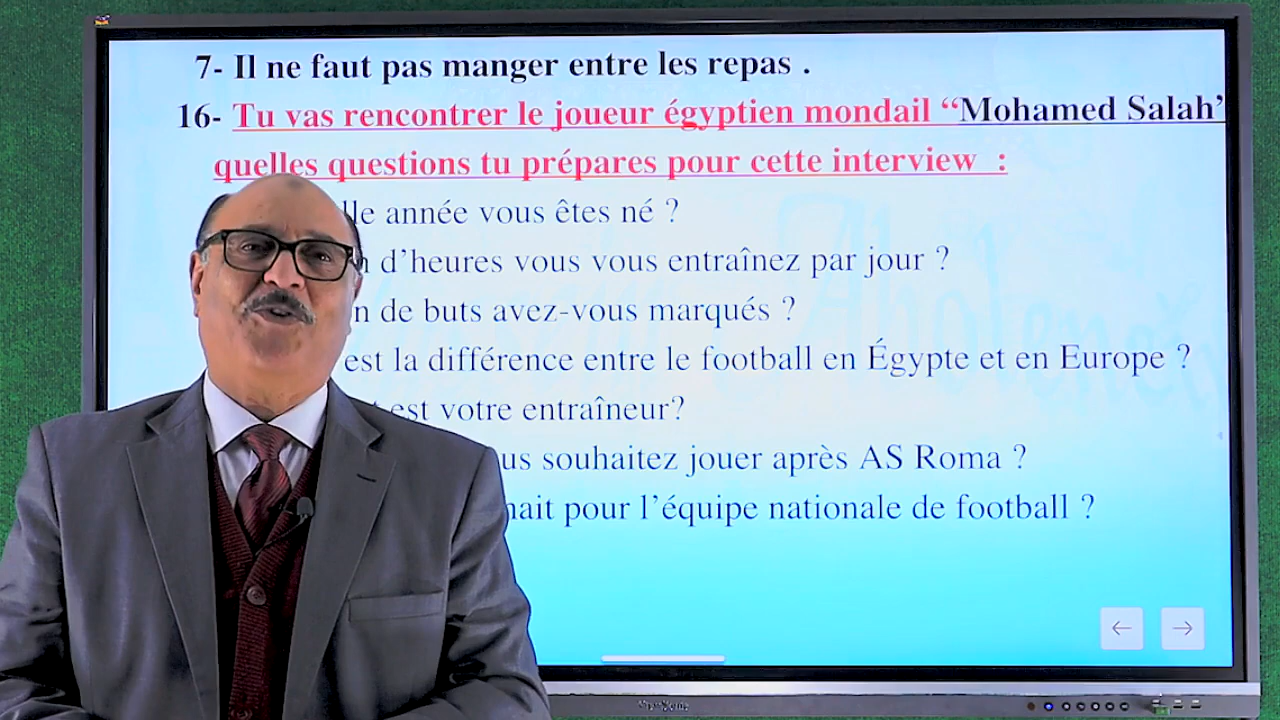 7- Il ne faut pas manger entre les repas .
16- Tu vas rencontrer le joueur égyptien mondail “Mohamed Salah’
quelles questions tu prépares pour cette interview :
année vous êtes né ?
d’heures vous vous entraînez par jour ?
de buts avez-vous marqués ?
est la différence entre le football en Égypte et en Europe ?
est votre entraîneur?
souhaitez jouer après AS Roma ?
pour l’équipe nationale de football ?